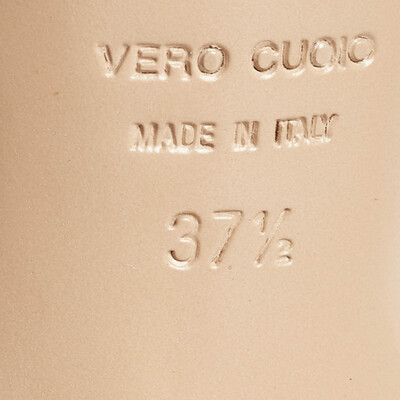 VERO CUOIO
MADE IN ITALY
37½